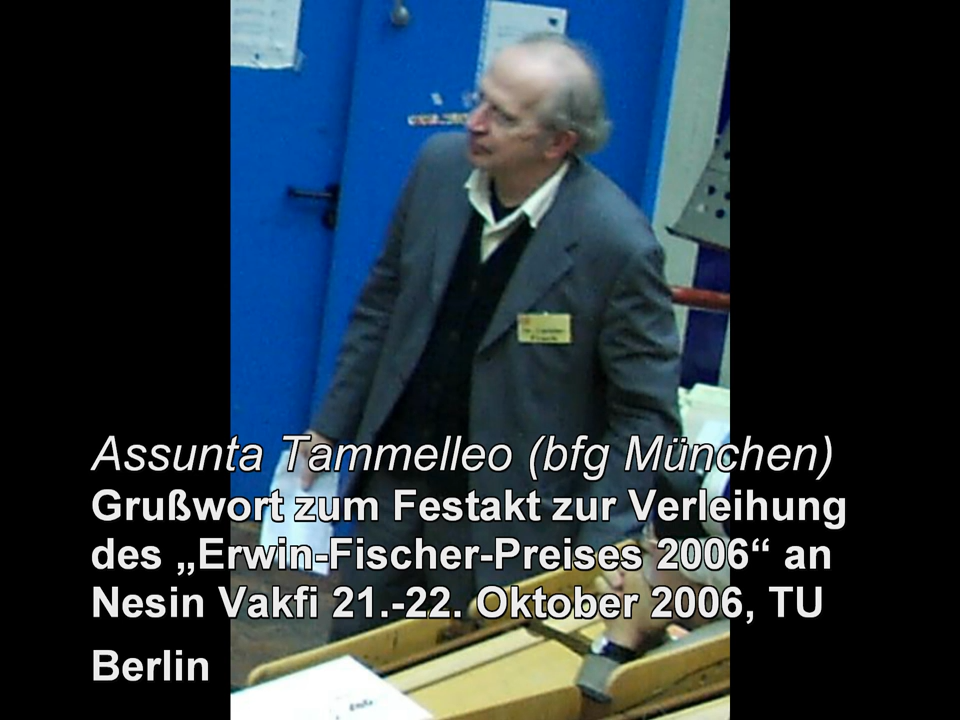 Assunta Tammelleo (bfg München)
Grußwort zum Festakt zur Verleihung
des „Erwin-Fischer-Preises 2006“ an
Nesin Vakfi 21.-22. Oktober 2006, TU
Berlin